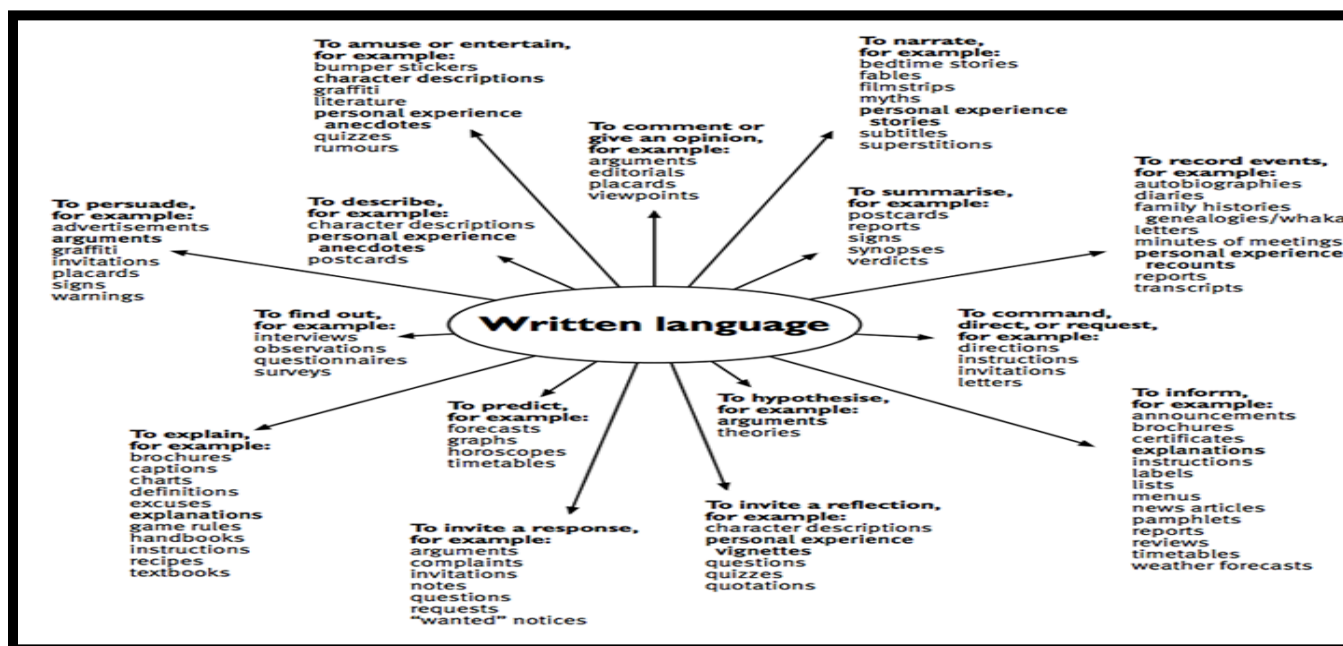 To amuse or entertain,
for example:
bumper stickers
character descriptions
graffiti
literature
personal experience
anecdotes
quizzes
rumours
To comment or
give an opinion,
for example:
arguments
editorials
placards
viewpoints
To narrate,
for example:
bedtime stories
fables
filmstrips
myths
personal experience
stories
subtitles
superstitions
To persuade,
for example:
advertisements
arguments
graffiti
invitations
placards
signs
warnings
To describe,
for example:
character descriptions
personal experience
anecdotes
postcards
To summarise,
for example:
postcards
reports
signs
synopses
verdicts
To record events,
for example:
autobiographies
diaries
family histories
genealogies/whaka
letters
minutes of meetings
personal experience
recounts
reports
transcripts
To find out,
for example:
interviews
observations
questionnaires
surveys
Written language
To command,
direct, or request,
for example:
directions
instructions
invitations
letters
To explain,
for example:
brochures
captions
charts
definitions
excuses
explanations
game rules
handbooks
instructions
recipes
textbooks
To predict,
for example:
forecasts
graphs
horoscopes
timetables
To hypothesise,
for example:
arguments
theories
To inform,
for example:
announcements
brochures
certificates
explanations
instructions
labels
lists
menus
news articles
pamphlets
reports
reviews
timetables
weather forecasts
To invite a response,
for example:
arguments
complaints
invitations
notes
questions
requests
"wanted" notices
To invite a reflection,
for example:
character descriptions
personal experience
vignettes
questions
quizzes
quotations